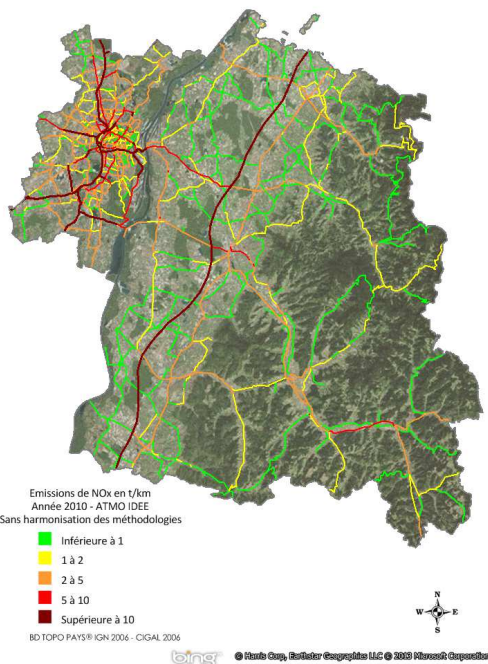 Emissions de NOx en t/km
Année 2010 - ATMO IDEE
Sans harmonisation des méthodologies
Inférieure à 1
1 à 2
2 à 5
5 à 10
Supérieure à 10
BD TOPO PAYS® IGN 2006 - CIGAL 2006
N
W E
S
bing
© Harris Corp, Earthstar Geographics LLC © 2013 Microsoft Corporation